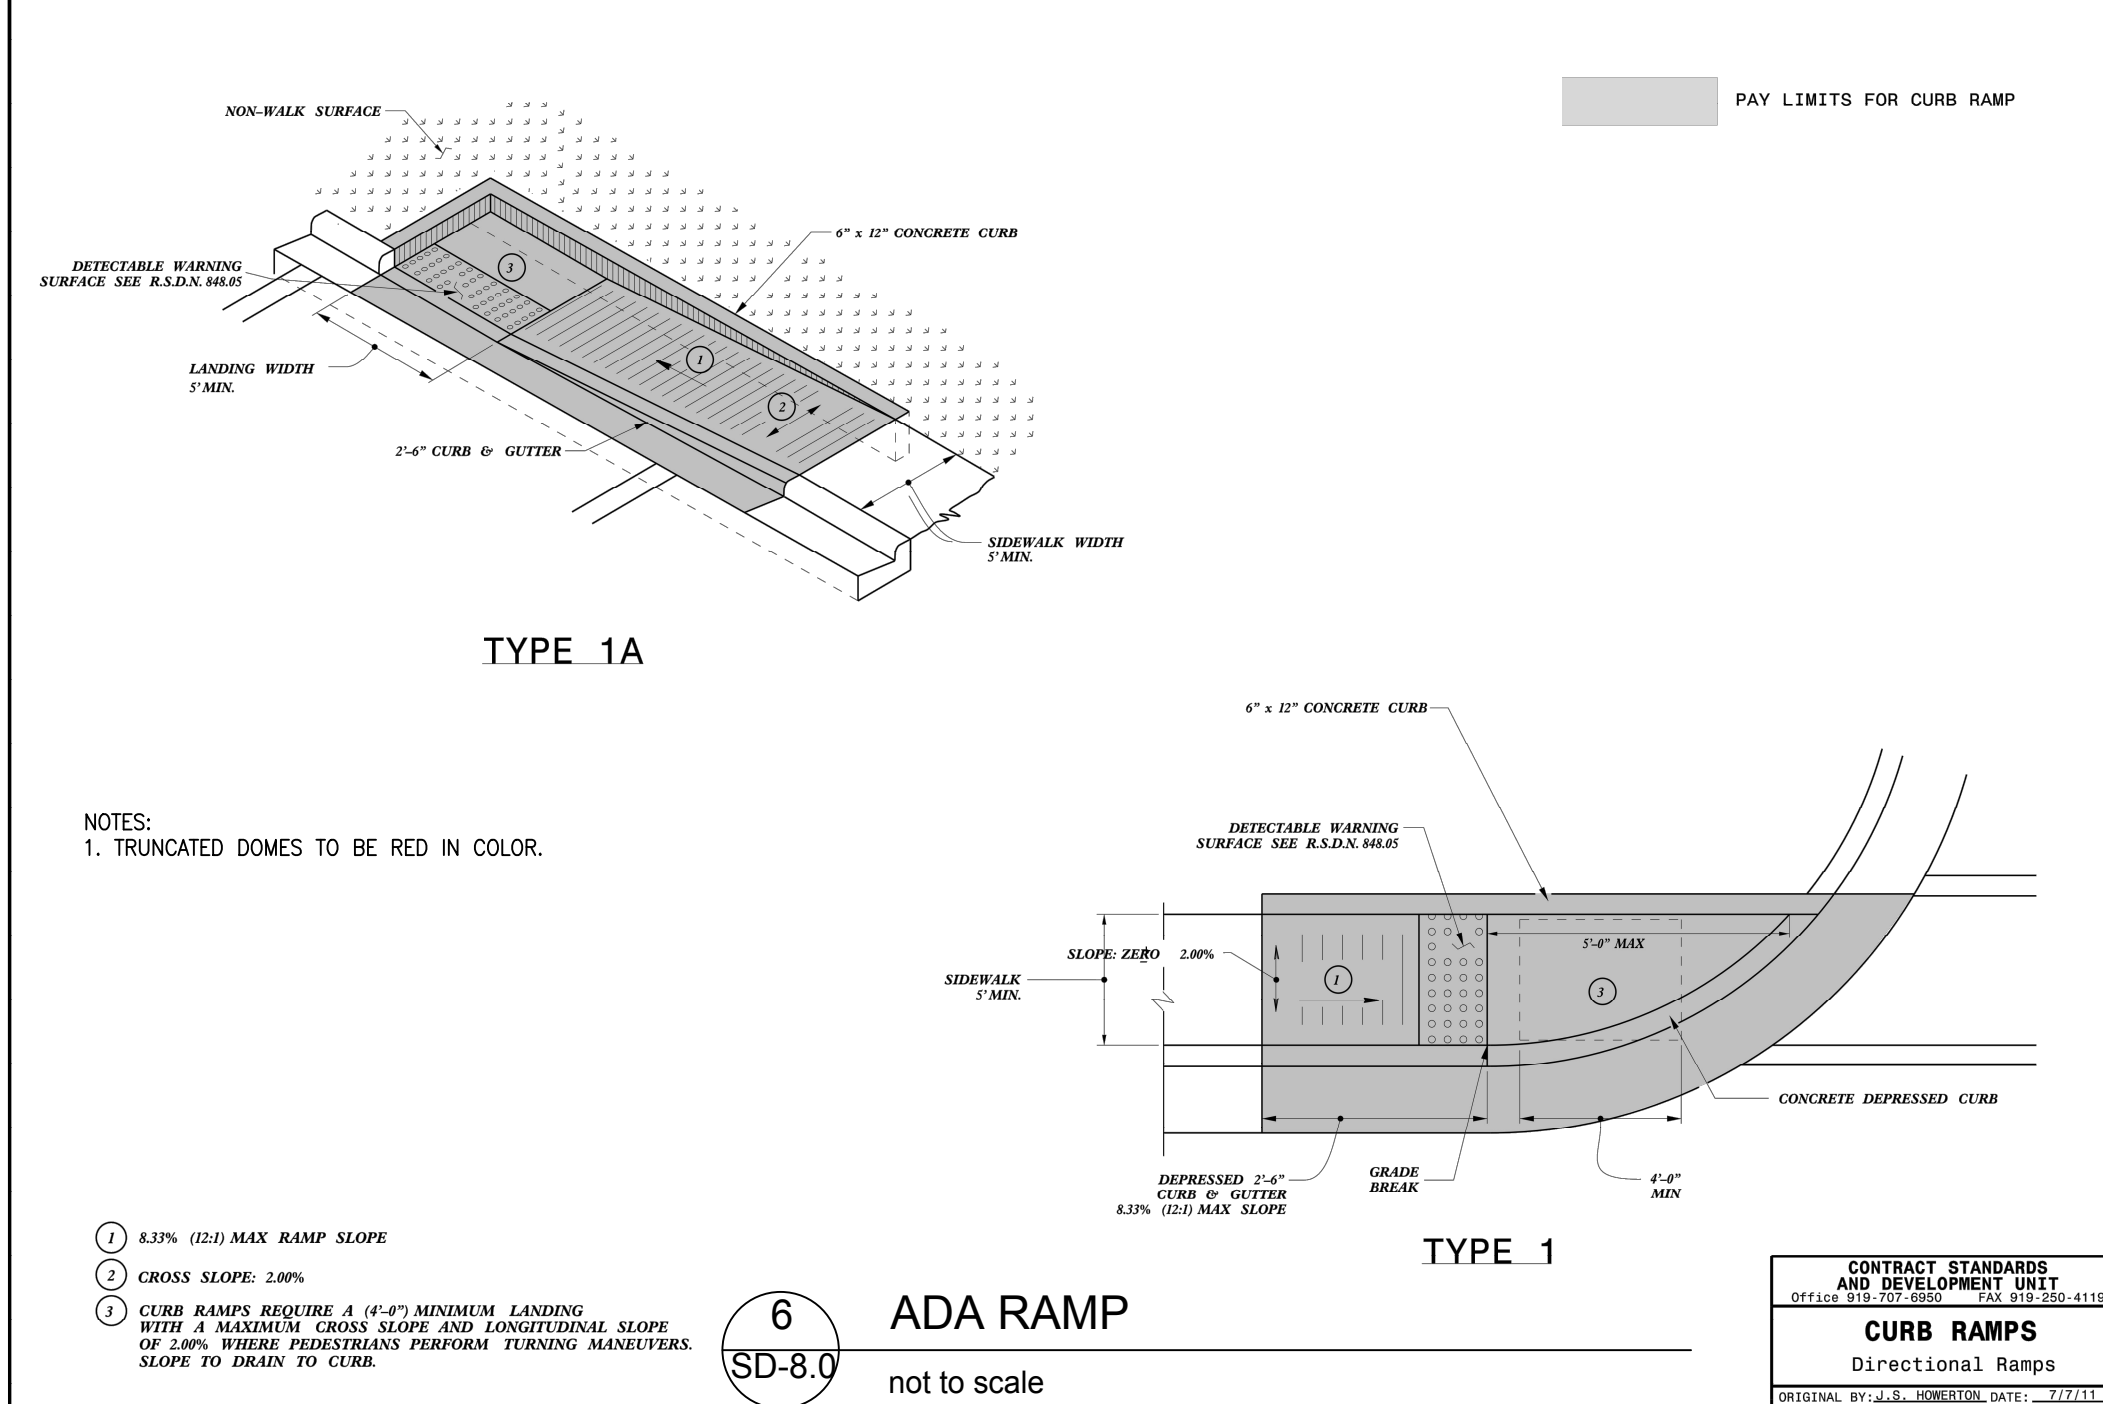 PAY LIMITS FOR CURB RAMP
NON–WALK SURFACE
6” x 12” CONCRETE CURB
DETECTABLE WARNING
SURFACE SEE R.S.D.N. 848.05
3
1
2
LANDING WIDTH
5’ MIN.
2’–6” CURB & GUTTER
SIDEWALK WIDTH
5’ MIN.
TYPE 1A
6” x 12” CONCRETE CURB
NOTES:
1. TRUNCATED DOMES TO BE RED IN COLOR.
DETECTABLE WARNING
SURFACE SEE R.S.D.N. 848.05
5’–0” MAX
SLOPE: ZERO ± 2.00%
SIDEWALK
5’ MIN.
1
3
CONCRETE DEPRESSED CURB
DEPRESSED 2’–6”
CURB & GUTTER
8.33% (12:1) MAX SLOPE
GRADE
BREAK
4’–0”
MIN
TYPE 1
1 8.33% (12:1) MAX RAMP SLOPE
2 CROSS SLOPE: 2.00%
3 CURB RAMPS REQUIRE A (4’–0”) MINIMUM LANDING
WITH A MAXIMUM CROSS SLOPE AND LONGITUDINAL SLOPE
OF 2.00% WHERE PEDESTRIANS PERFORM TURNING MANEUVERS.
SLOPE TO DRAIN TO CURB.
6
SD-8.0
ADA RAMP
not to scale
CONTRACT STANDARDS
AND DEVELOPMENT UNIT
Office 919-707-6950 FAX 919-250-4119
CURB RAMPS
Directional Ramps
ORIGINAL BY: J.S. HOWERTON DATE: 7/7/11